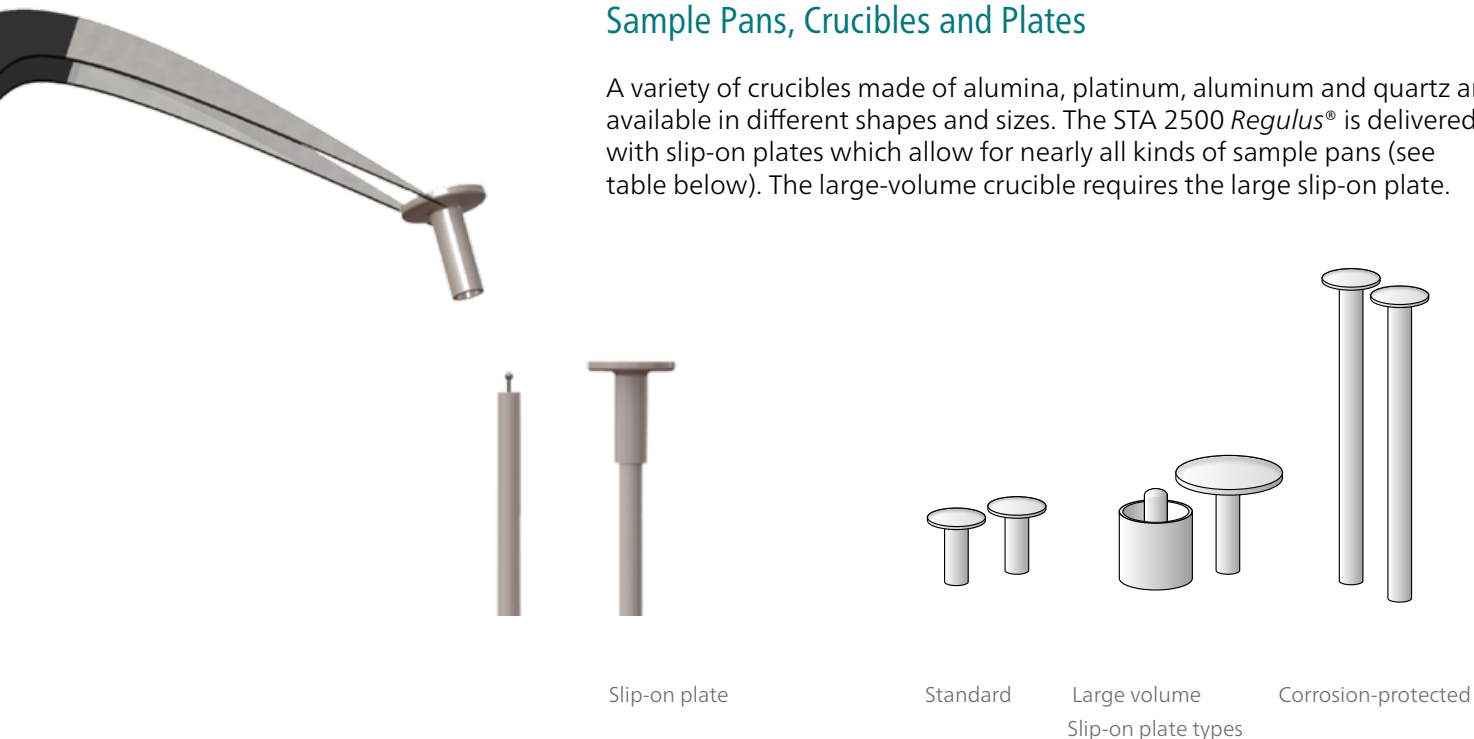 Sample Pans, Crucibles and Plates
A variety of crucibles made of alumina, platinum, aluminum and quartz
available in different shapes and sizes. The STA 2500 Regulus® is delivered
with slip-on plates which allow for nearly all kinds of sample pans (see
table below). The large-volume crucible requires the large slip-on plate.
Slip-on plate
Standard Large volume Corrosion-protected
Slip-on plate types